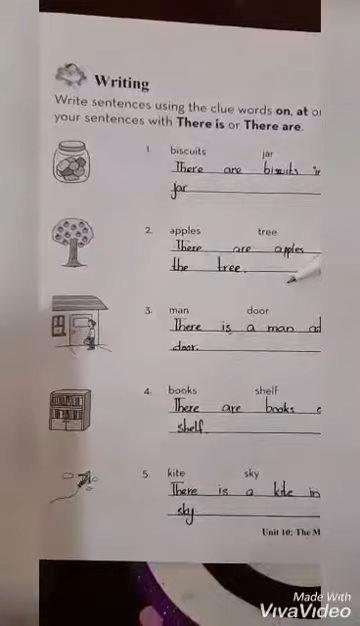 Writing
Write sentences using the clue words on, at or
your sentences with There is or There are.
1. biscuits jar
There are biscuits in
jar
2. apples tree
There are apples
the tree.
3. man door
There is a man at
door.
4. books shelf
There are books
shelf.
5. kite sky
There is a kite in
sky
Unit 10: The M
Made With
VivaVideo